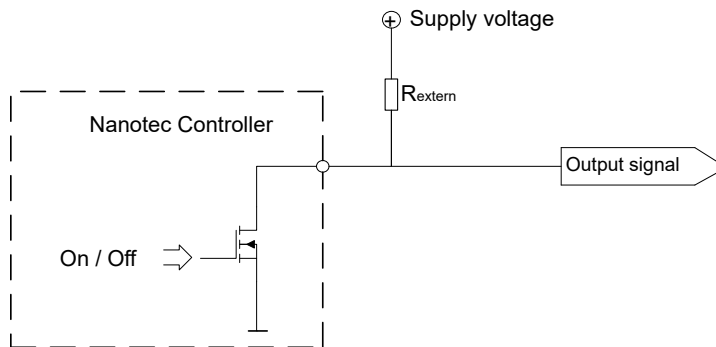 Supply voltage
Rextern
Nanotec Controller
Output signal
On / Off